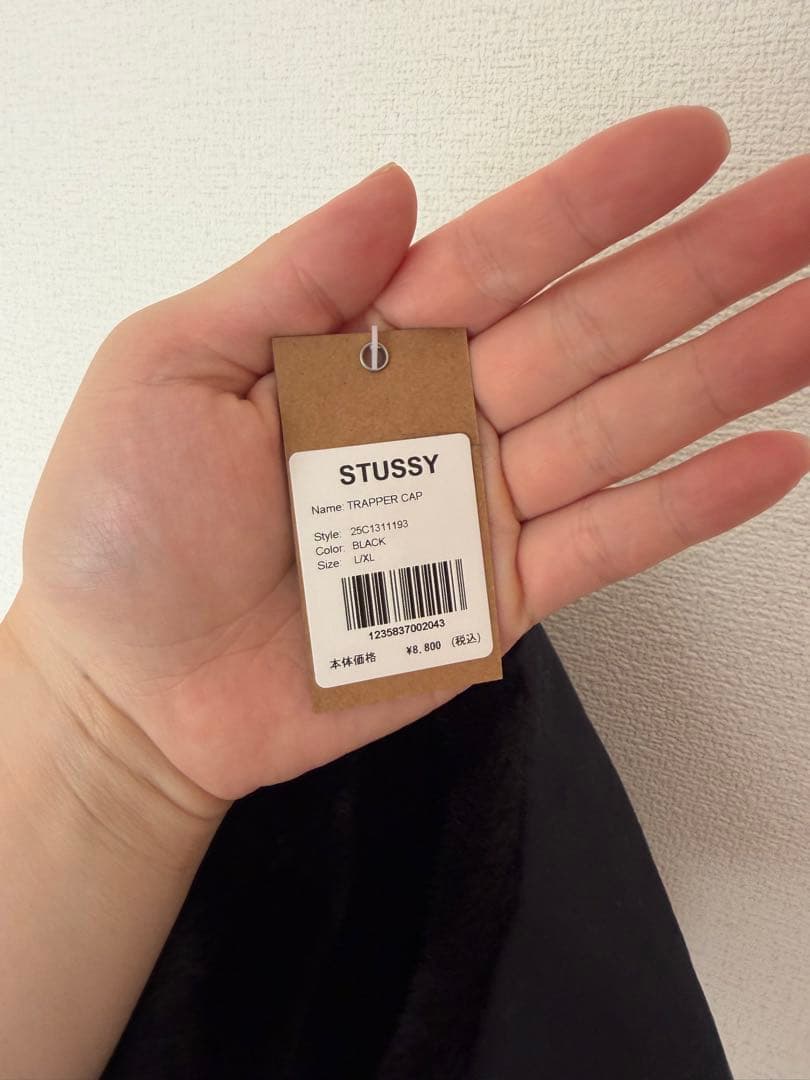 STUSSY
Name: TRAPPER CAP
Style: 25C1311193
Color: BLACK
Size: L/XL
1235837002043
本体価格 ¥8,800 (税込)